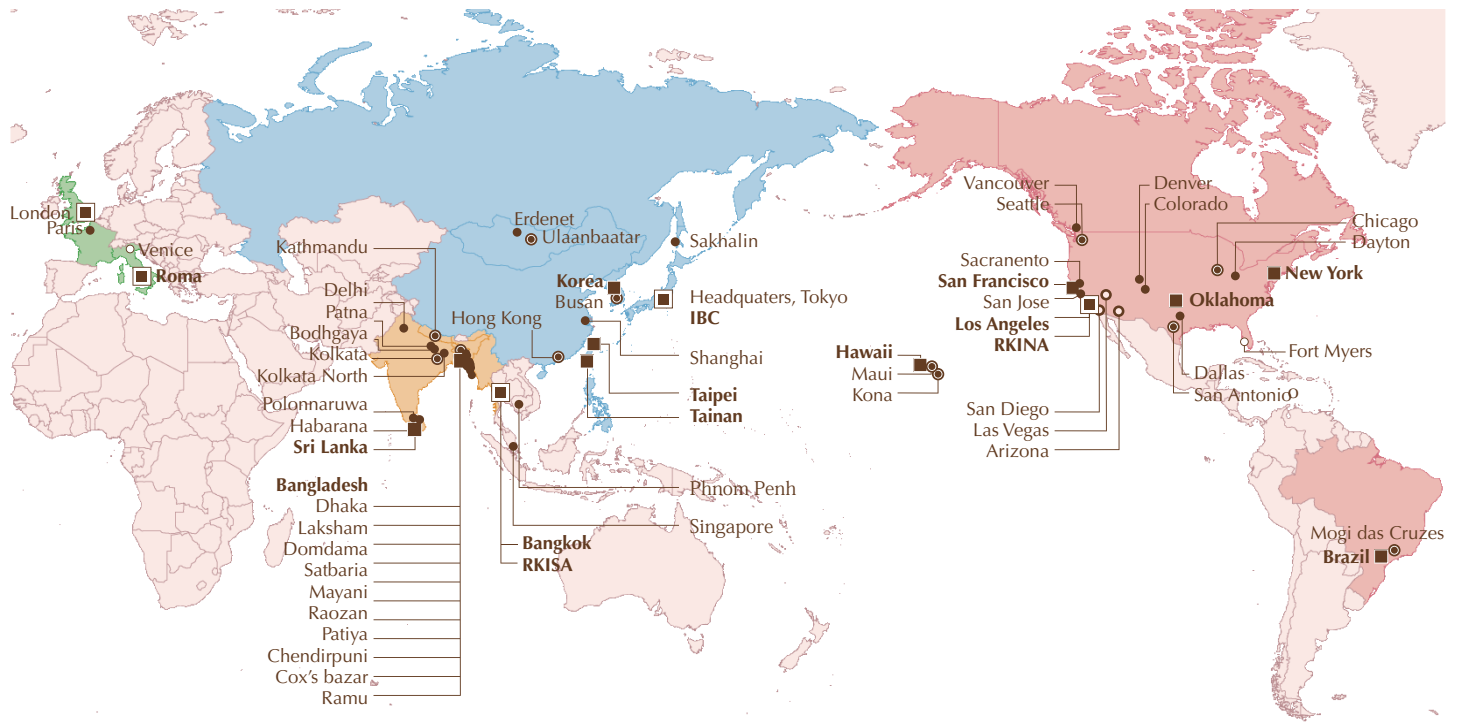 London
Paris
Venice
Roma
Kathmandu
Delhi
Patna
Bodhgaya
Kolkata
Kolkata North
Polonnaruwa
Habarana
Sri Lanka
Bangladesh
Dhaka
Laksham
Domdama
Satbaria
Mayani
Raozan
Patiya
Chendirpuni
Cox's bazar
Ramu
Erdenet
Ulaanbaatar
Sakhalin
Korea
Busan
Headquaters, Tokyo
IBC
Hong Kong
Shanghai
Taipei
Tainan
Phnom Penh
Singapore
Bangkok
RKISA
Hawaii
Maui
Kona
Vancouver
Seattle
Sacranento
San Francisco
San Jose
Los Angeles
RKINA
San Diego
Las Vegas
Arizona
Denver
Colorado
Chicago
Dayton
New York
Oklahoma
Fort Myers
Dallas
San Antonio
Mogi das Cruzes
Brazil